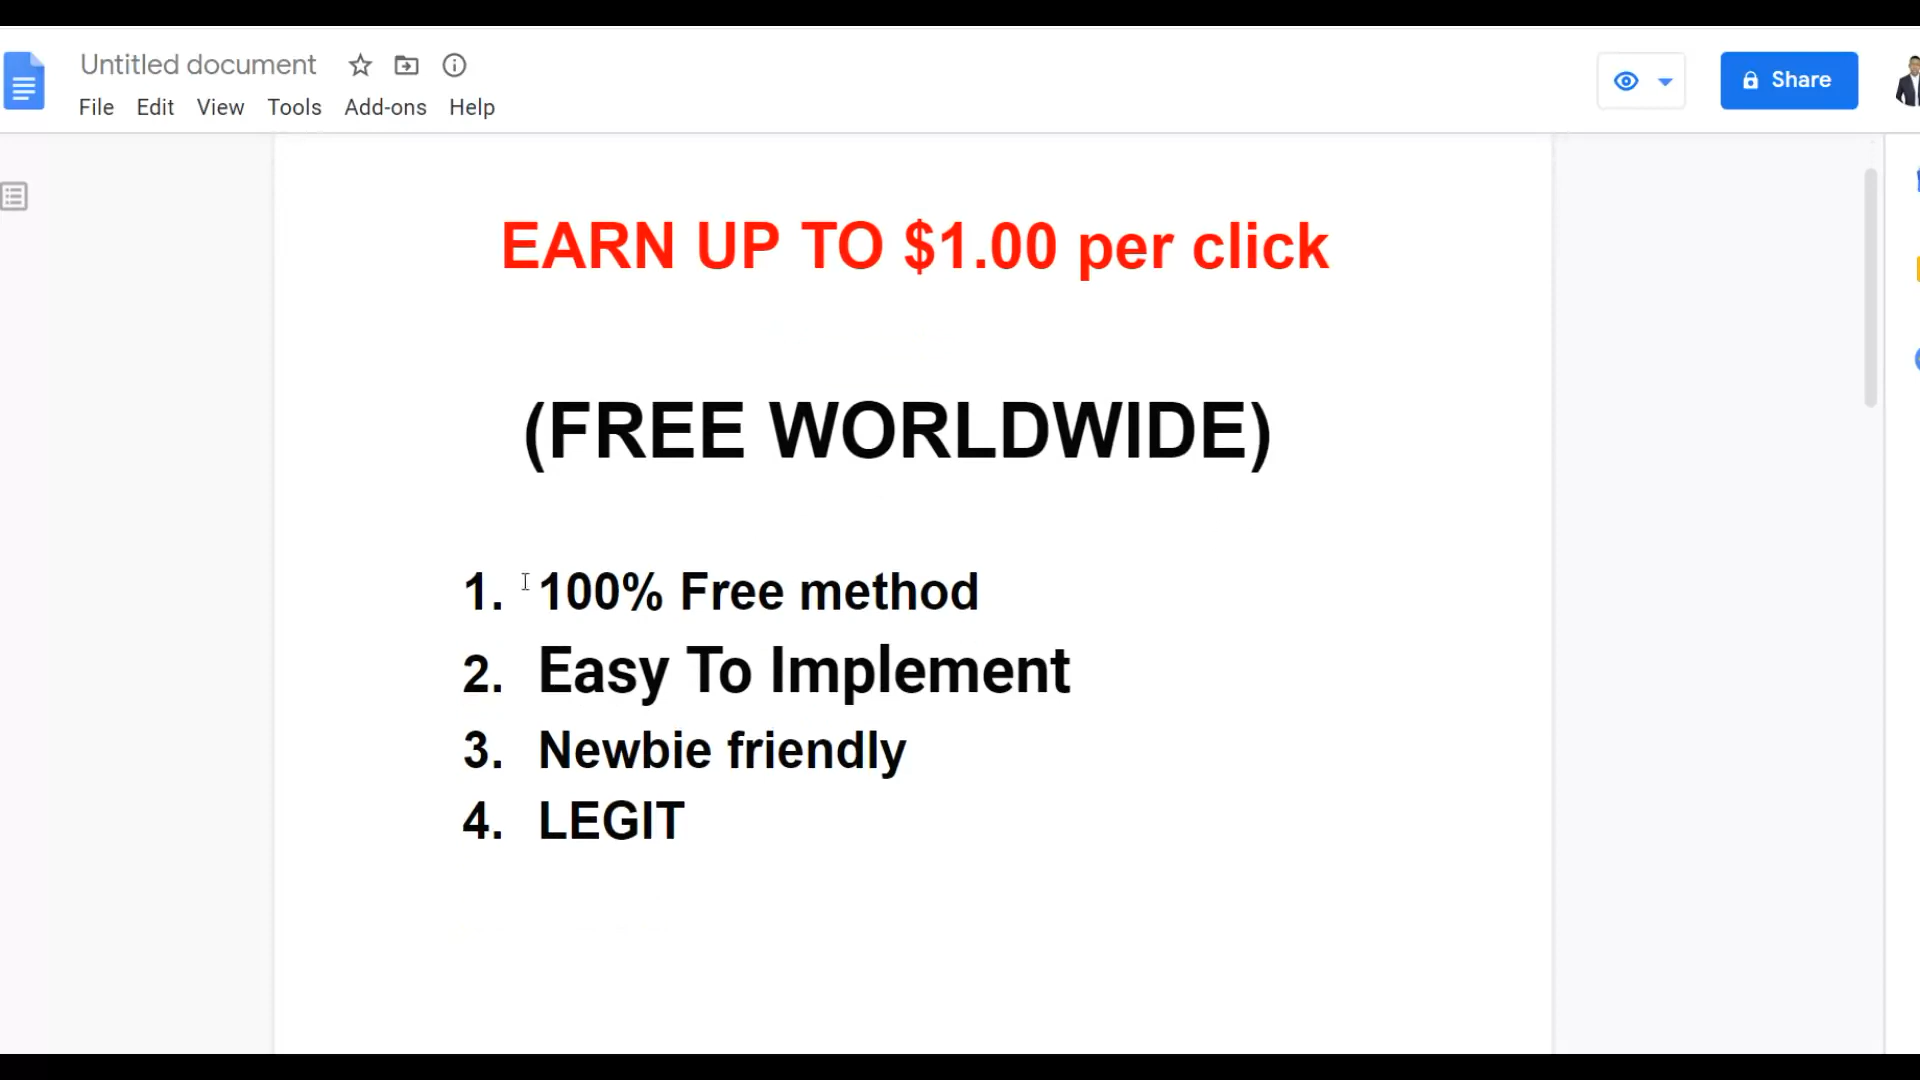 Untitled document
File Edit View Tools Add-ons Help
Share
EARN UP TO $1.00 per click
(FREE WORLDWIDE)
1. 100% Free method
2. Easy To Implement
3. Newbie friendly
4. LEGIT